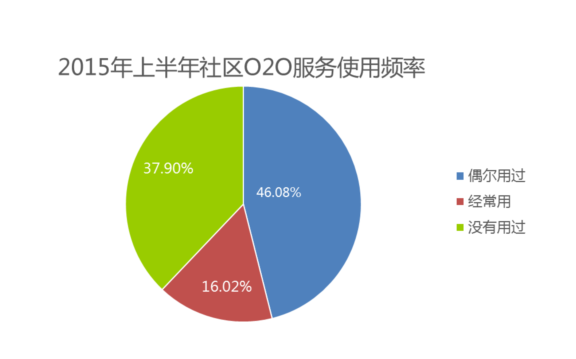 2015年上半年社区O2O服务使用频率
37.90%
46.08%
16.02%
偶尔用过
经常用
没有用过